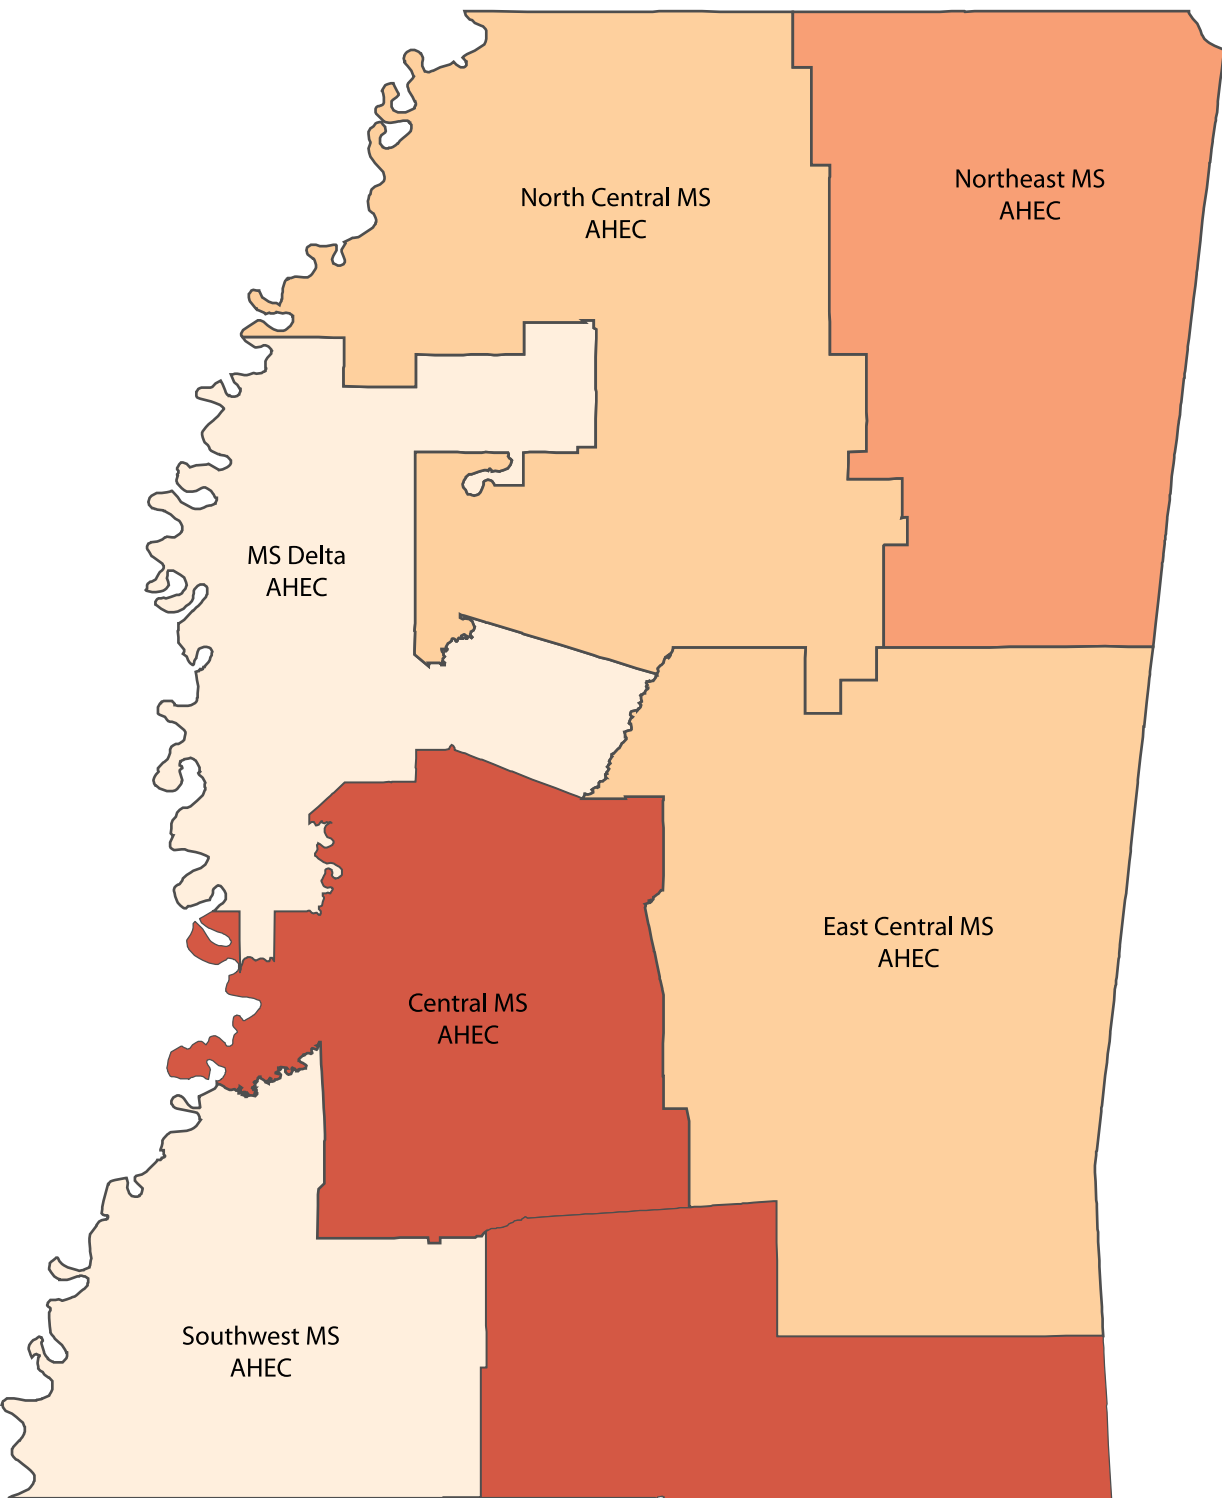 North Central MS
AHEC
Northeast MS
AHEC
MS Delta
AHEC
East Central MS
AHEC
Central MS
AHEC
Southwest MS
AHEC